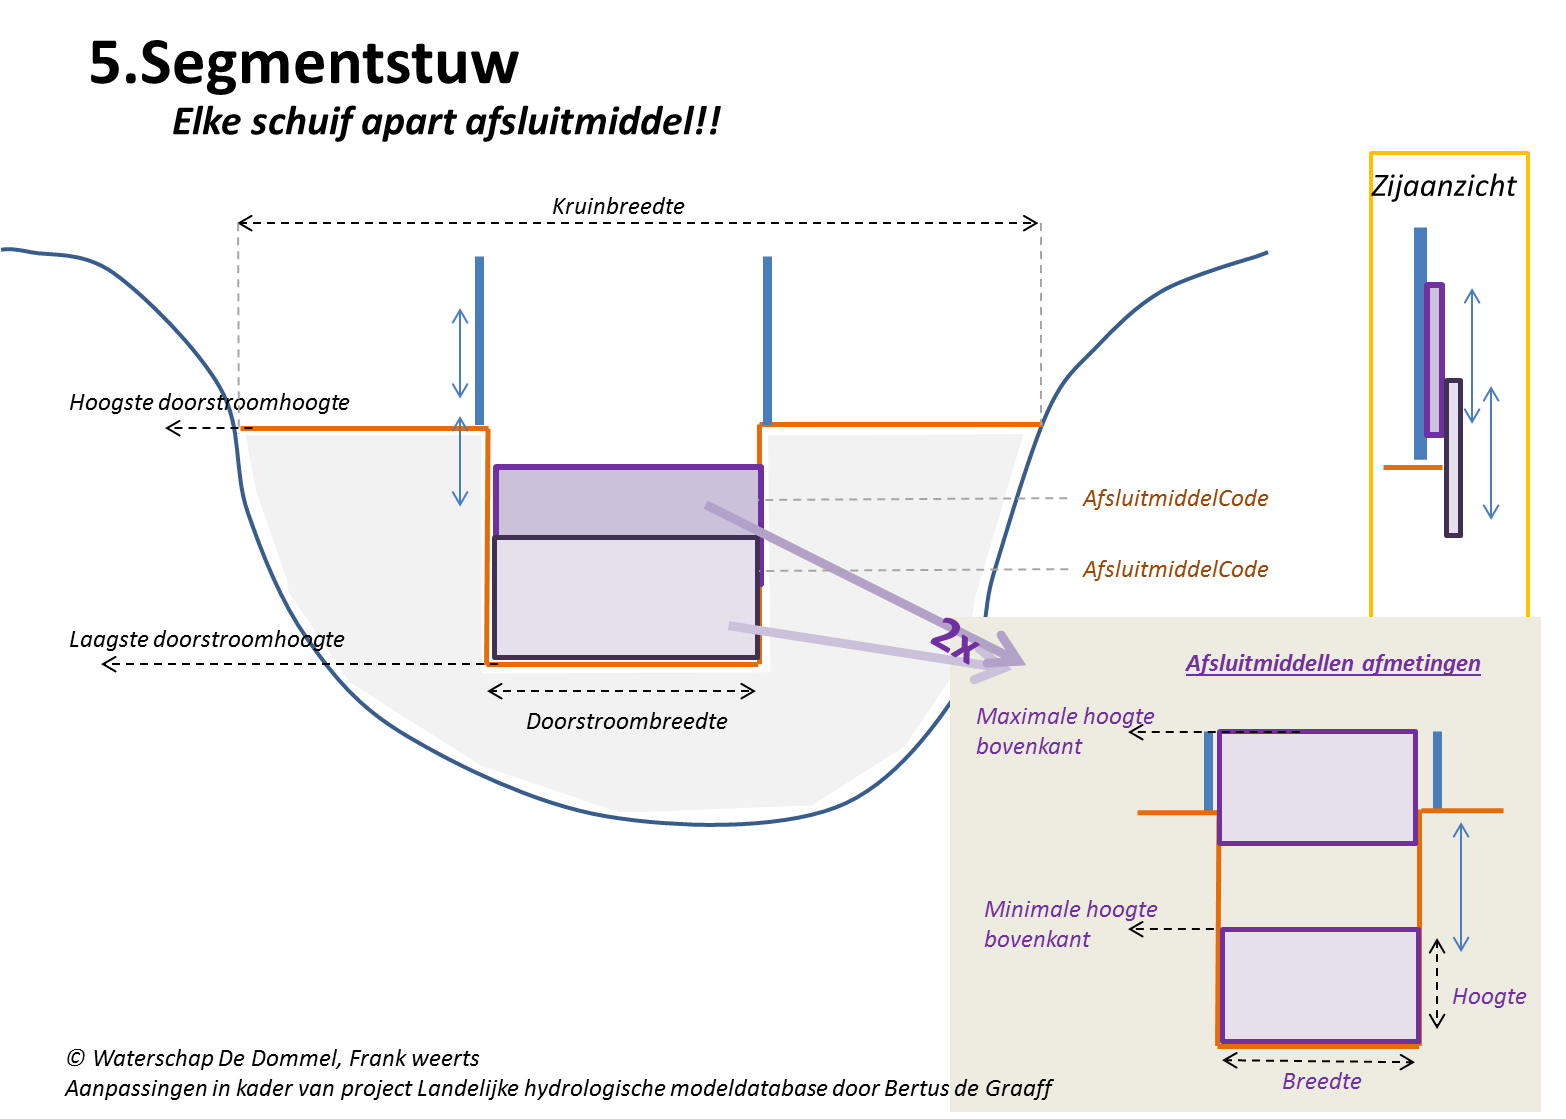 5.Segmentstuw
Elke schuif apart afsluitmiddel!!
Zijaanzicht
Kruinbreedte
Hoogste doorstroomhoogte
AfsluitmiddelCode
AfsluitmiddelCode
Laagste doorstroomhoogte
2x
Doorstroombreedte
Afsluitmiddellen afmetingen
Maximale hoogte
bovenkant
Minimale hoogte
bovenkant
Hoogte
Breedte
© Waterschap De Dommel, Frank weerts
Aanpassingen in kader van project Landelijke hydrologische modeldatabase door Bertus de Graaff